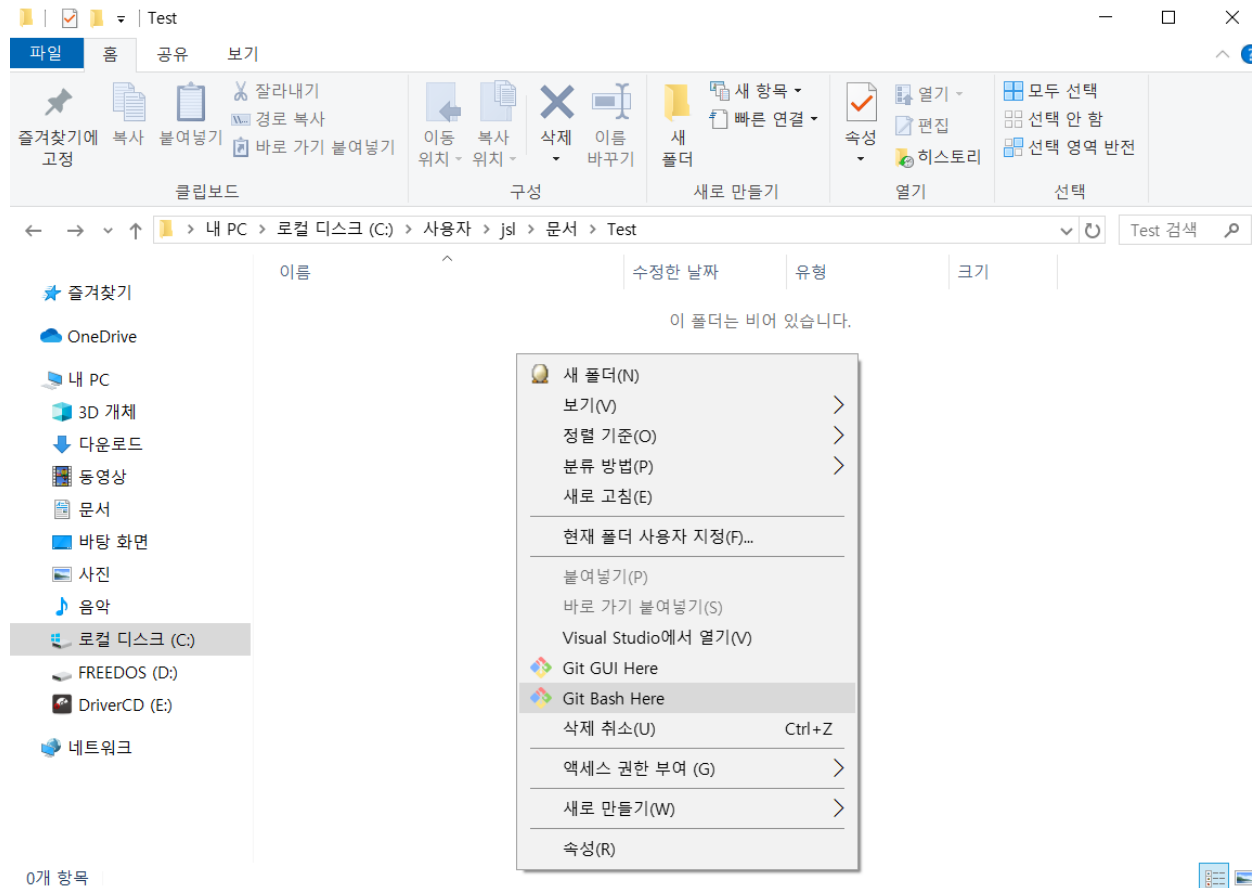 Test
파일 홈 공유 보기
즐겨찾기에 고정
복사
붙여넣기
잘라내기
경로 복사
바로 가기 붙여넣기
클립보드
이동 위치
복사 위치
삭제
이름 바꾸기
구성
새 폴더
새 항목
빠른 연결
새로 만들기
속성
열기
편집
히스토리
열기
모두 선택
선택 안 함
선택 영역 반전
선택
내 PC > 로컬 디스크 (C:) > 사용자 > jsl > 문서 > Test
Test 검색
이름 수정한 날짜 유형 크기
이 폴더는 비어 있습니다.
즐겨찾기
OneDrive
내 PC
3D 개체
다운로드
동영상
문서
바탕 화면
사진
음악
로컬 디스크 (C:)
FREEDOS (D:)
DriverCD (E:)
네트워크
새 폴더(N)
보기(V)
정렬 기준(O)
분류 방법(P)
새로 고침(E)
현재 폴더 사용자 지정(F)...
붙여넣기(P)
바로 가기 붙여넣기(S)
Visual Studio에서 열기(V)
Git GUI Here
Git Bash Here
삭제 취소(U) Ctrl+Z
액세스 권한 부여 (G)
새로 만들기(W)
속성(R)
0개 항목